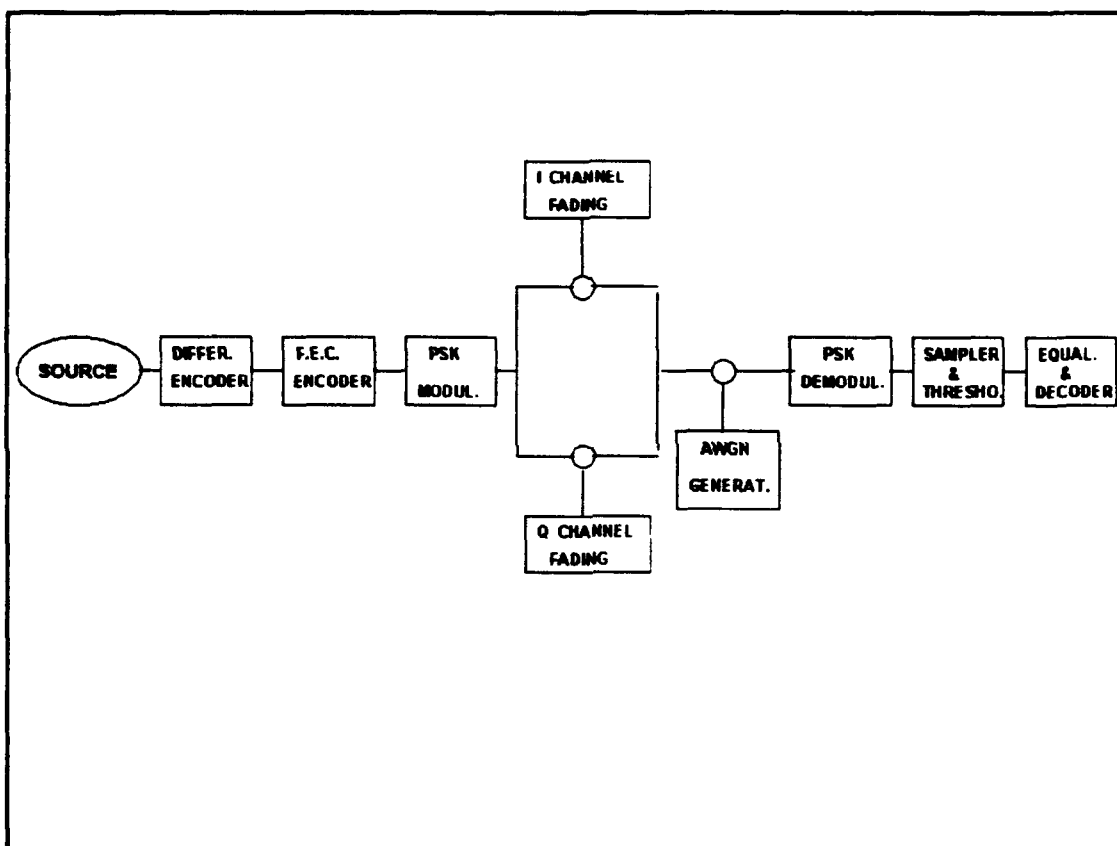 I CHANNEL
FADING
SOURCE
DIFFER.
ENCODER
F.E.C.
ENCODER
PSK
MODUL.
PSK
DEMODUL.
SAMPLER
&
THRESHO.
EQUAL.
&
DECODER
AWGN
GENERAT.
Q CHANNEL
FADING